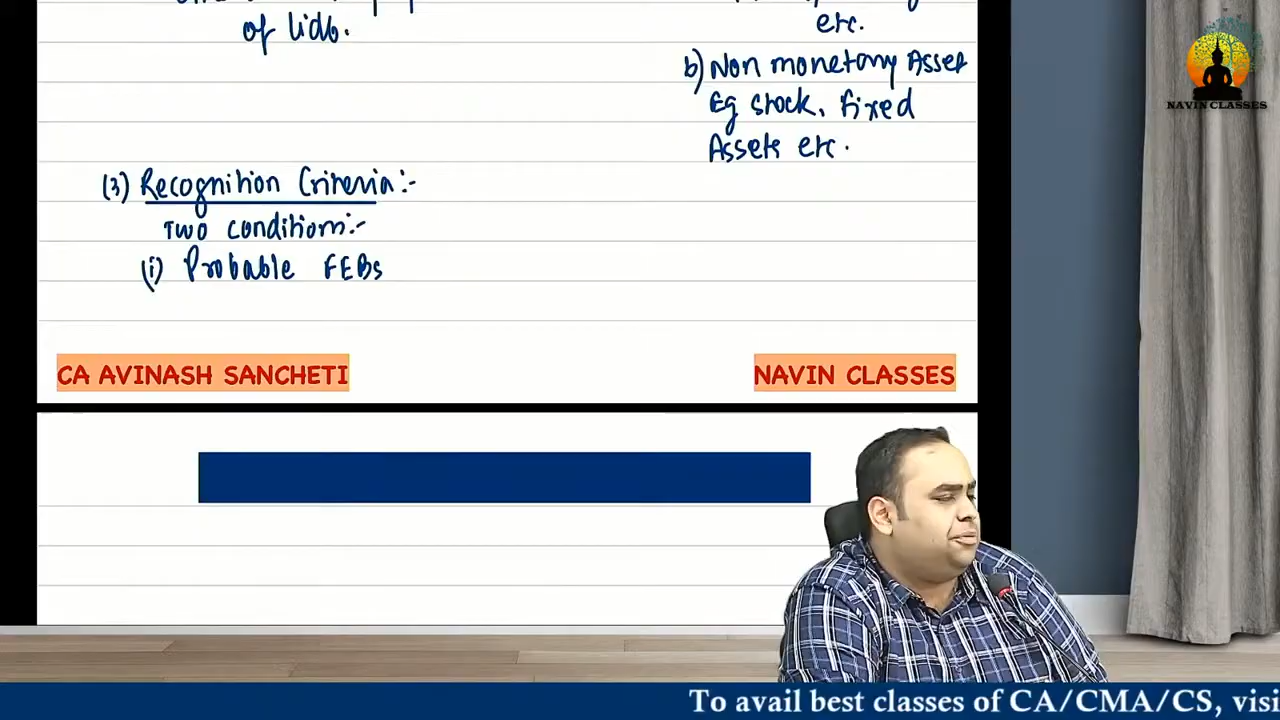 of liab.
etc.
b) Non monetary Asset
Eg stock, Fixed
Assets etc.
(3) Recognition Criteria:-
Two conditions:-
(i) Probable FEBs
CA AVINASH SANCHETI
NAVIN CLASSES
NAVIN CLASSES
To avail best classes of CA/CMA/CS, visi